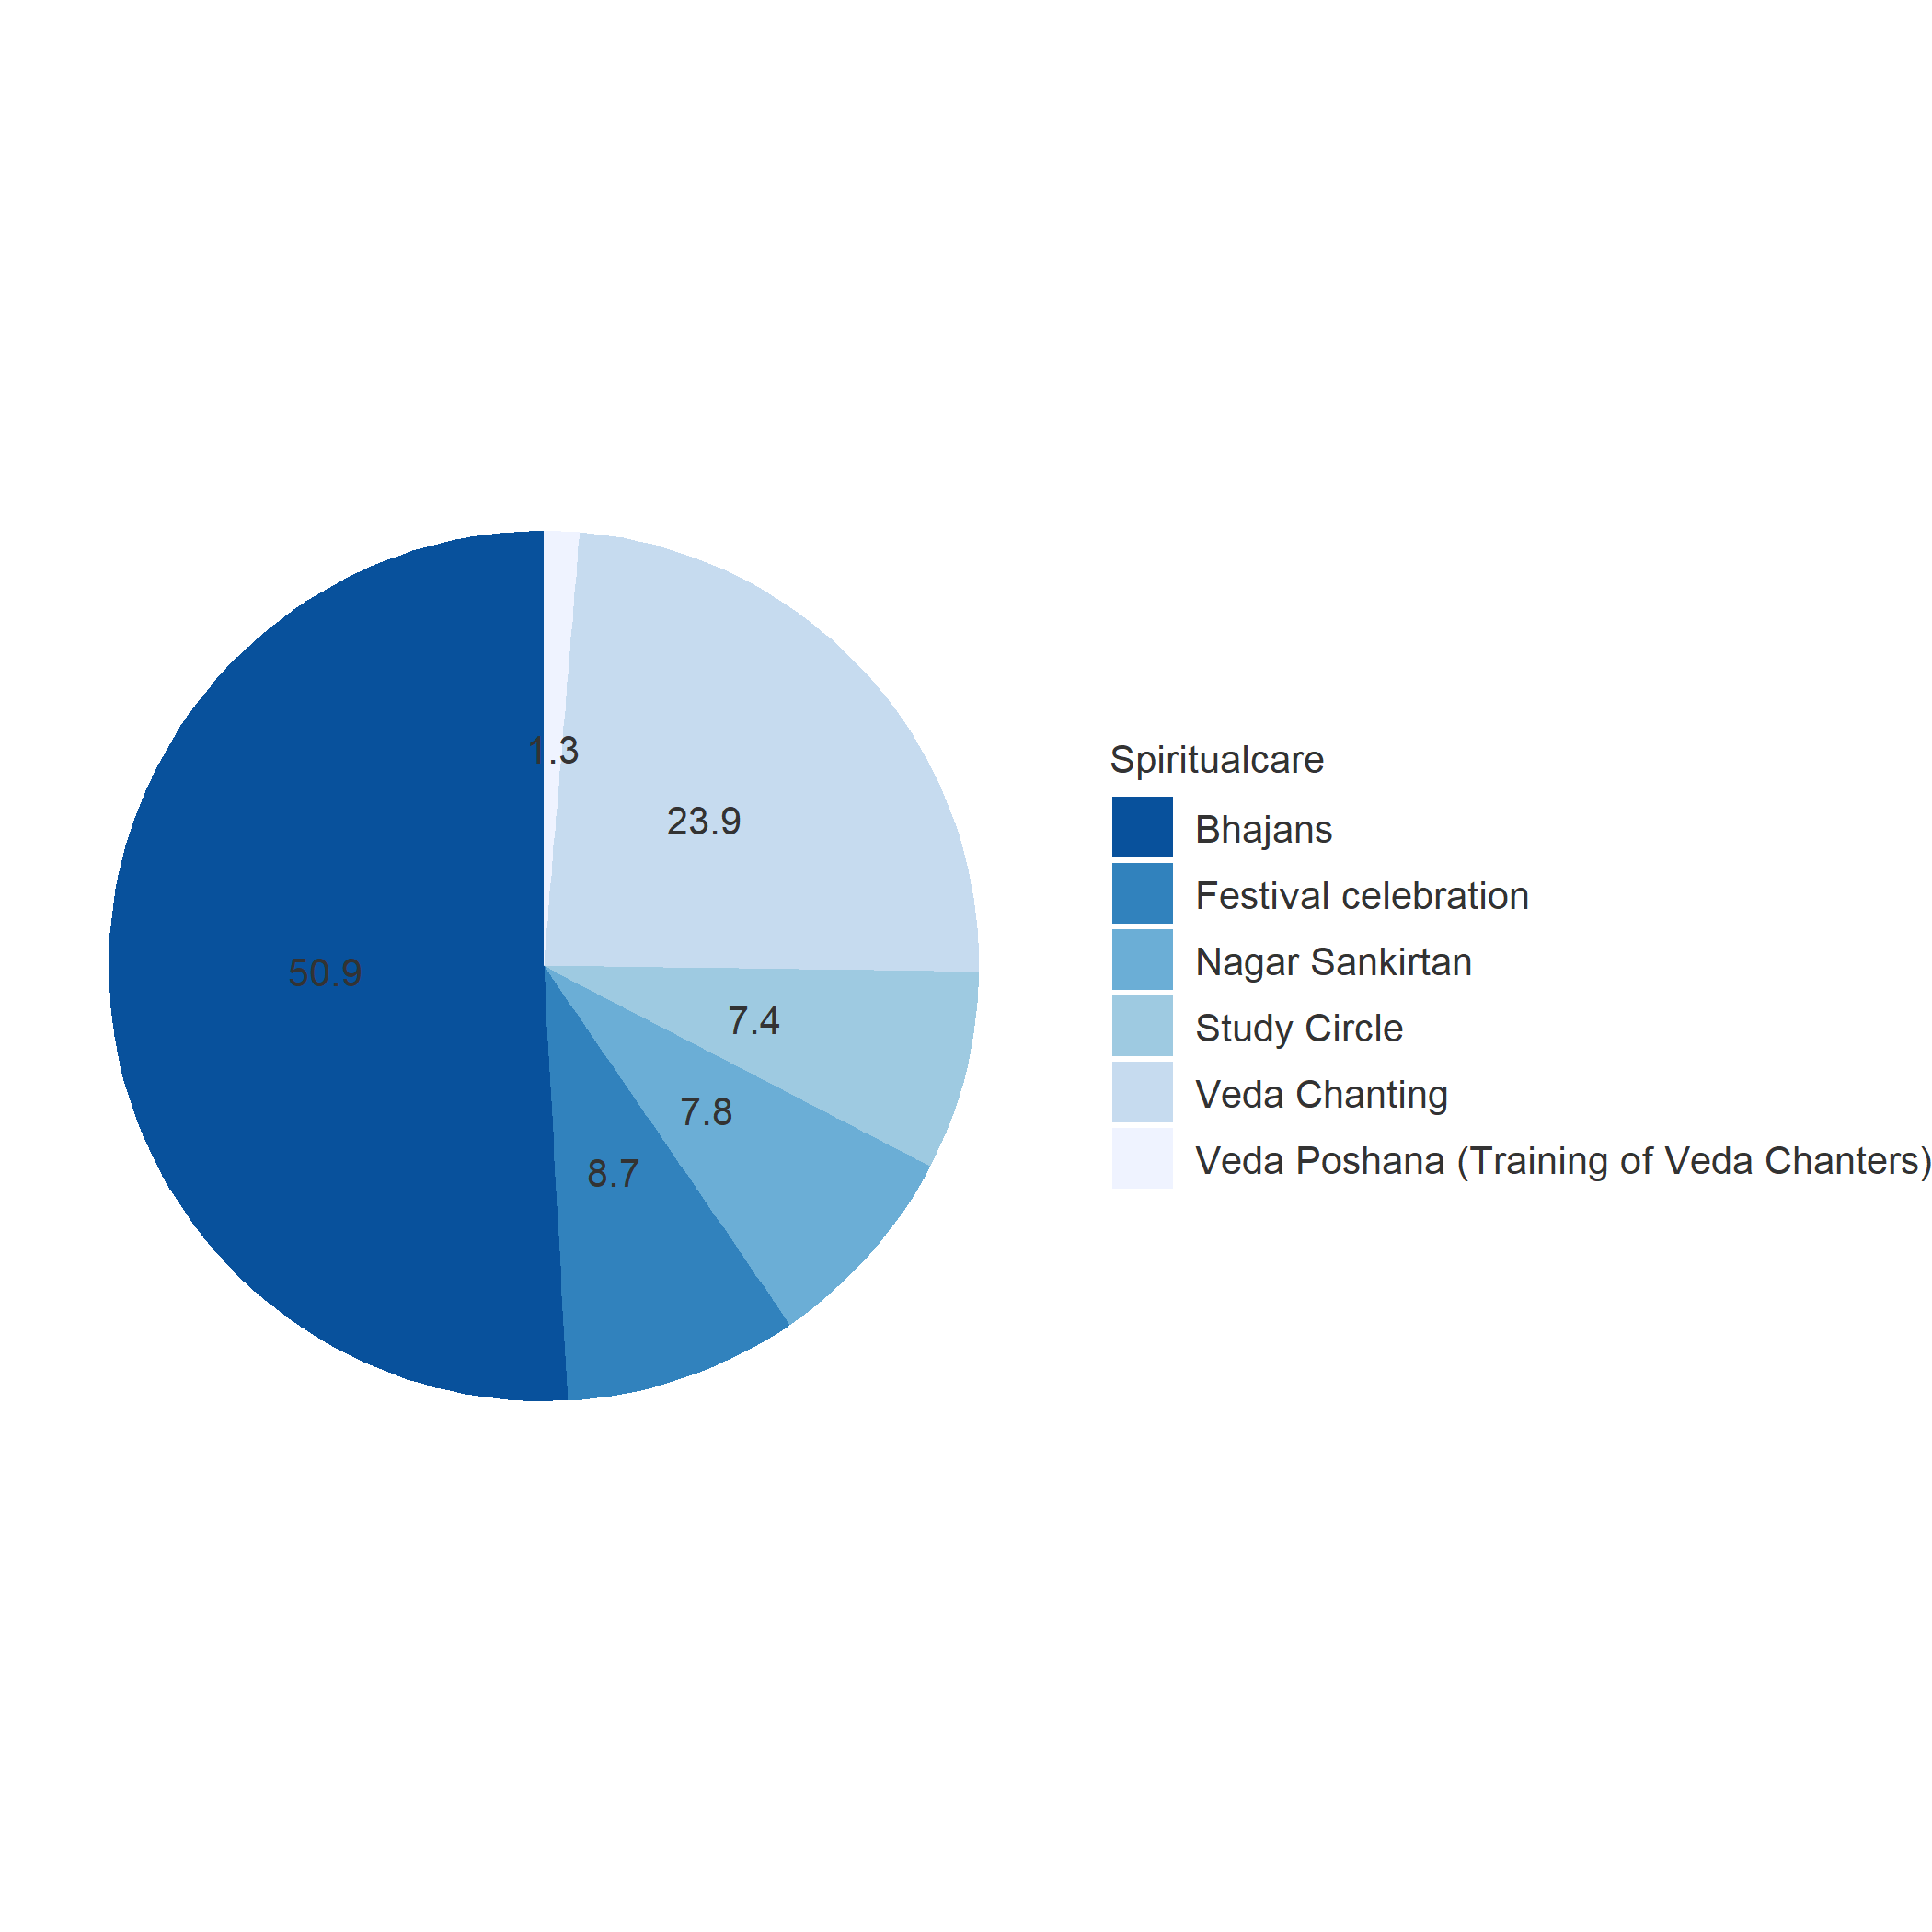 1.3
23.9
50.9
7.4
7.8
8.7
Spiritualcare
Bhajans
Festival celebration
Nagar Sankirtan
Study Circle
Veda Chanting
Veda Poshana (Training of Veda Chanters)